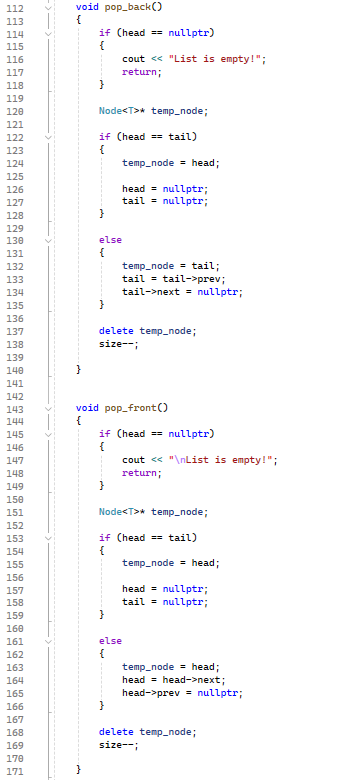 112 void pop_back()
113 {
114 if (head == nullptr)
115 {
116 cout << "List is empty!";
117 return;
118 }
119
120 Node<T>* temp_node;
121
122 if (head == tail)
123 {
124 temp_node = head;
125
126 head = nullptr;
127 tail = nullptr;
128 }
129
130 else
131 {
132 temp_node = tail;
133 tail = tail->prev;
134 tail->next = nullptr;
135 }
136
137 delete temp_node;
138 size--;
139
140 }
141
142
143 void pop_front()
144 {
145 if (head == nullptr)
146 {
147 cout << "\nList is empty!";
148 return;
149 }
150
151 Node<T>* temp_node;
152
153 if (head == tail)
154 {
155 temp_node = head;
156
157 head = nullptr;
158 tail = nullptr;
159 }
160
161 else
162 {
163 temp_node = head;
164 head = head->next;
165 head->prev = nullptr;
166 }
167
168 delete temp_node;
169 size--;
170
171 }